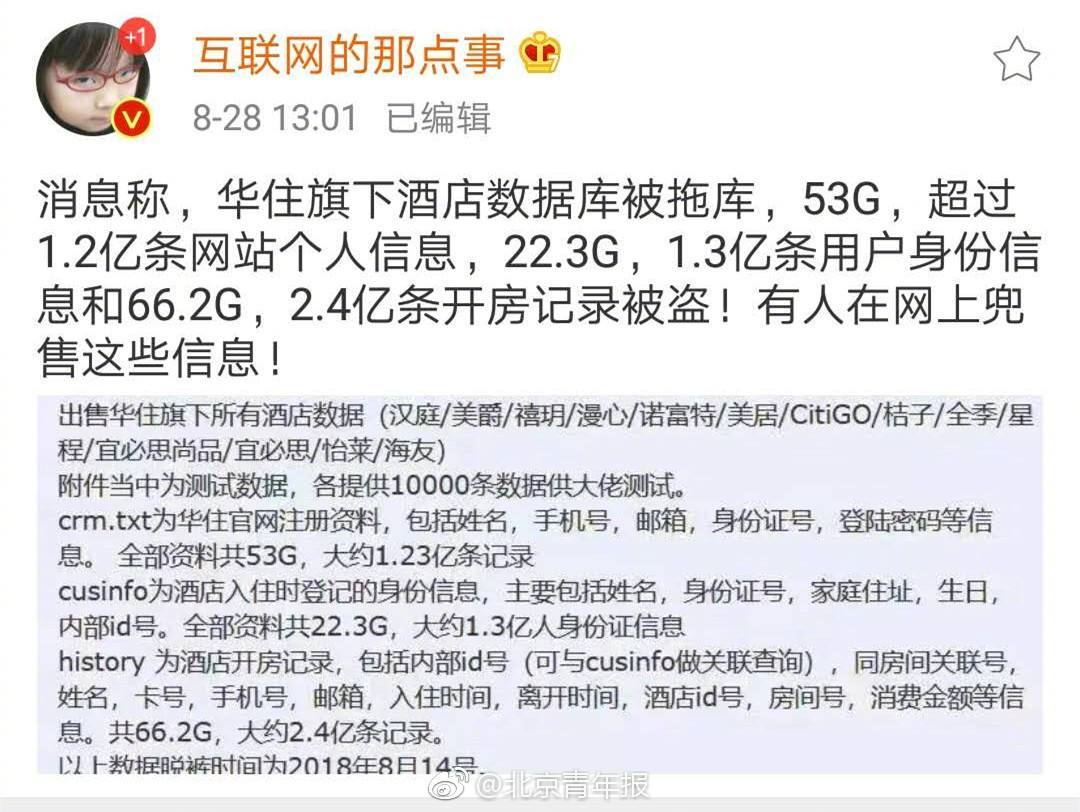 +1
互联网的那点事
V
8-28 13:01 已编辑
消息称，华住旗下酒店数据库被拖库，53G，超过
1.2亿条网站个人信息，22.3G，1.3亿条用户身份信
息和66.2G，2.4亿条开房记录被盗！有人在网上兜
售这些信息！
出售华住旗下所有酒店数据（汉庭/美爵/禧玥/漫心/诺富特/美居/CitiGO/桔子/全季/星
程/宜必思尚品/宜必思/怡莱/海友）
附件当中为测试数据，各提供10000条数据供大佬测试。
crm.txt为华住官网注册资料，包括姓名，手机号，邮箱，身份证号，登陆密码等信
息。 全部资料共53G，大约1.23亿条记录
cusinfo为酒店入住时登记的身份信息，主要包括姓名，身份证号，家庭住址，生日，
内部id号。全部资料共22.3G，大约1.3亿人身份证信息
history 为酒店开房记录，包括内部id号（可与cusinfo做关联查询），同房间关联号，
姓名，卡号，手机号，邮箱，入住时间，离开时间，酒店id号，房间号，消费金额等信
息。共66.2G，大约2.4亿条记录。
以上数据脱裤时间为2018年8月14号。
@北京青年报